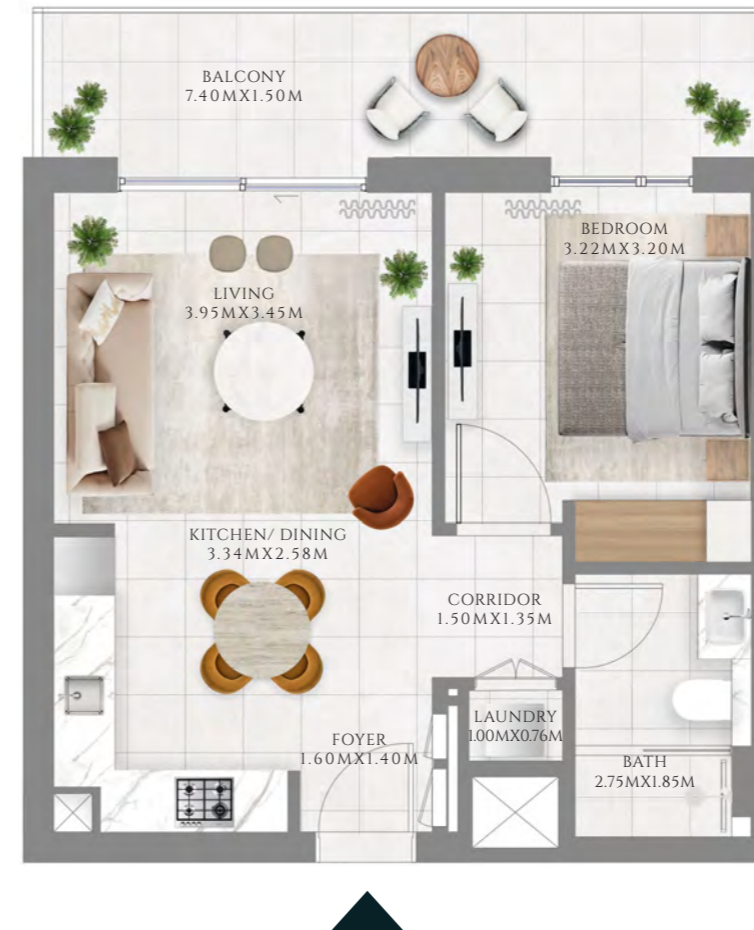 BALCONY
7.40MX1.50M
BEDROOM
3.22MX3.20M
LIVING
3.95MX3.45M
KITCHEN/ DINING
3.34MX2.58M
CORRIDOR
1.50MX1.35M
LAUNDRY
1.00MX0.76M
FOYER
1.60MX1.40M
BATH
2.75MX1.85M